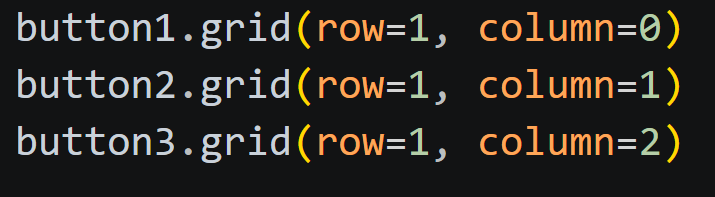 button1.grid(row=1, column=0)
button2.grid(row=1, column=1)
button3.grid(row=1, column=2)